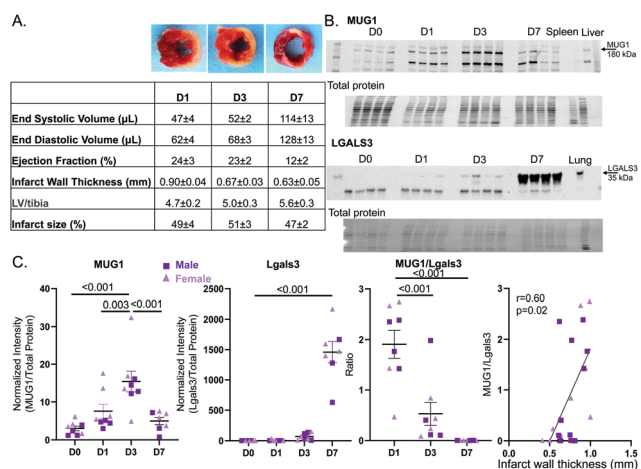 A.
D1 D3 D7
End Systolic Volume (µL) 47±4 52±2 114±13
End Diastolic Volume (µL) 62±4 68±3 128±13
Ejection Fraction (%) 24±3 23±2 12±2
Infarct Wall Thickness (mm) 0.90±0.04 0.67±0.03 0.63±0.05
LV/tibia 4.7±0.2 5.0±0.3 5.6±0.3
Infarct size (%) 49±4 51±3 47±2
B.
MUG1
D0 D1 D3 D7 Spleen Liver
MUG1
180 kDa
Total protein
LGALS3
D0 D1 D3 D7 Lung
LGALS3
35 kDa
Total protein
C.
MUG1
Male
Female
<0.001
0.003 <0.001
Normalized Intensity
(MUG1/Total Protein)
40
30
20
10
0
D0 D1 D3 D7
Lgals3
<0.001
Normalized Intensity
(Lgals3/Total Protein)
2500
2000
1500
1000
500
0
D0 D1 D3 D7
MUG1/Lgals3
<0.001
<0.001
Ratio
3
2
1
0
D1 D3 D7
r=0.60
p=0.02
MUG1/Lgals3
3
2
1
0
0.0 0.5 1.0 1.5
Infarct wall thickness (mm)